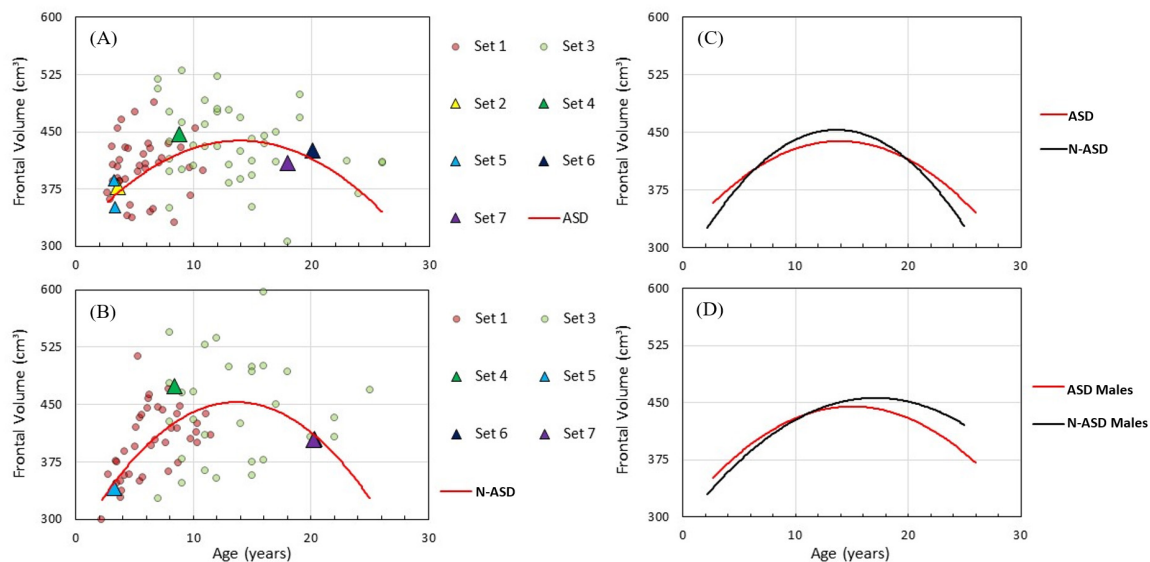 (A)
Frontal Volume (cm³)
600
525
450
375
300
0 10 20 30
Set 1 Set 3
Set 2 Set 4
Set 5 Set 6
Set 7 ASD
(C)
Frontal Volume (cm³)
600
525
450
375
300
0 10 20 30
ASD
N-ASD
(B)
Frontal Volume (cm³)
600
525
450
375
300
0 10 20 30
Age (years)
Set 1 Set 3
Set 4 Set 5
Set 6 Set 7
N-ASD
(D)
Frontal Volume (cm³)
600
525
450
375
300
0 10 20 30
Age (years)
ASD Males
N-ASD Males